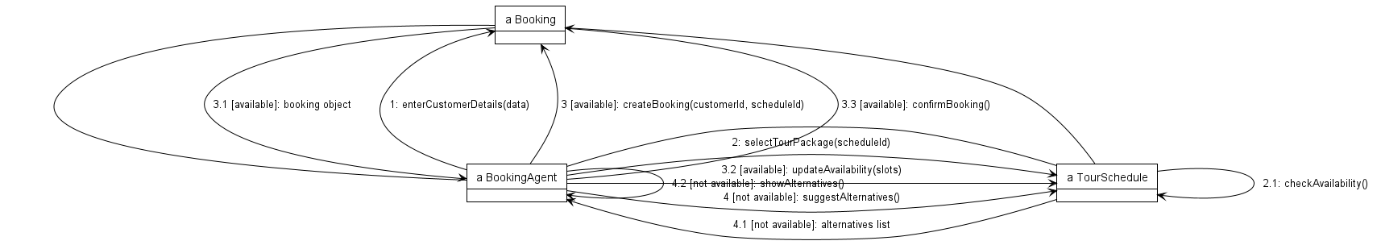 a Booking
3.1 [available]: booking object
1: enterCustomerDetails(data)
3 [available]: createBooking(customerId, scheduleId)
3.3 [available]: confirmBooking()
2: selectTourPackage(scheduleId)
3.2 [available]: updateAvailability(slots)
a BookingAgent
a TourSchedule
4.2 [not available]: showAlternatives()
2.1: checkAvailability()
4 [not available]: suggestAlternatives()
4.1 [not available]: alternatives list